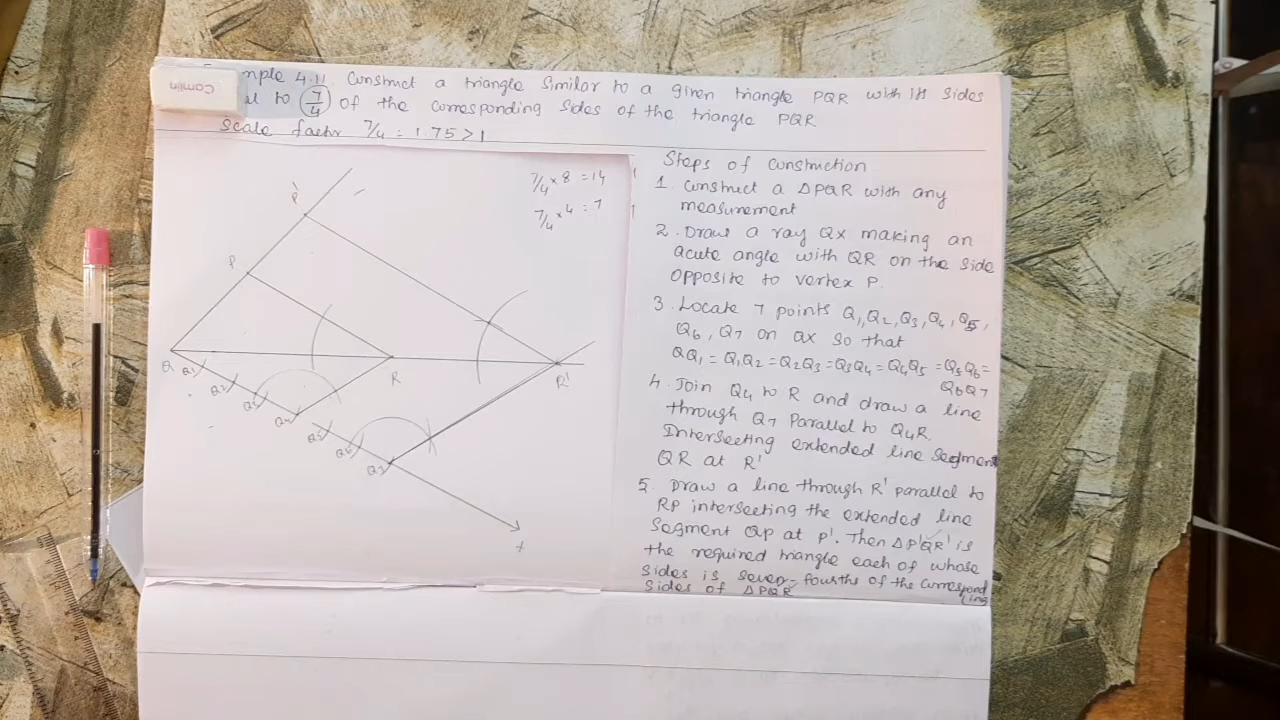 Camlin
mple 4.11 Construct a triangle similar to a given triangle PQR with its sides
to 7/4 of the corresponding sides of the triangle PQR
Scale factor 7/4 = 1.75 > 1
7/4 × 8 = 14
7/4 × 4 = 7
P'
P
Q
R
R'
Q1
Q2
Q3
Q4
Q5
Q6
Q7
x
Steps of construction
1. Construct a ΔPQR with any
measurement
2. Draw a ray QX making an
acute angle with QR on the side
opposite to vertex P.
3. Locate 7 points Q1, Q2, Q3, Q4, Q5,
Q6, Q7 on QX so that
QQ1 = Q1Q2 = Q2Q3 = Q3Q4 = Q4Q5 = Q5Q6 =
Q6Q7
4. Join Q4 to R and draw a line
through Q7 Parallel to Q4R.
Intersecting extended line segment
QR at R'
5. Draw a line through R' parallel to
RP intersecting the extended line
Segment QP at P'. Then ΔP'QR' is
the required triangle each of whose
sides is seven-fourths of the correspond
ing
sides of ΔPQR